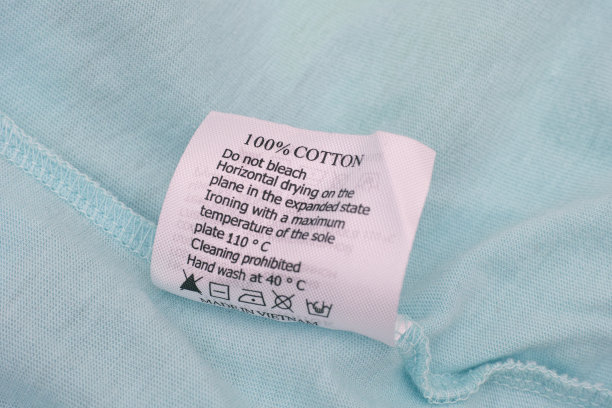 100% COTTON
Do not bleach
Horizontal drying on the
plane in the expanded state
Ironing with a maximum
temperature of the sole
plate 110 ° C
Cleaning prohibited
Hand wash at 40 ° C
MADE IN VIETNAM